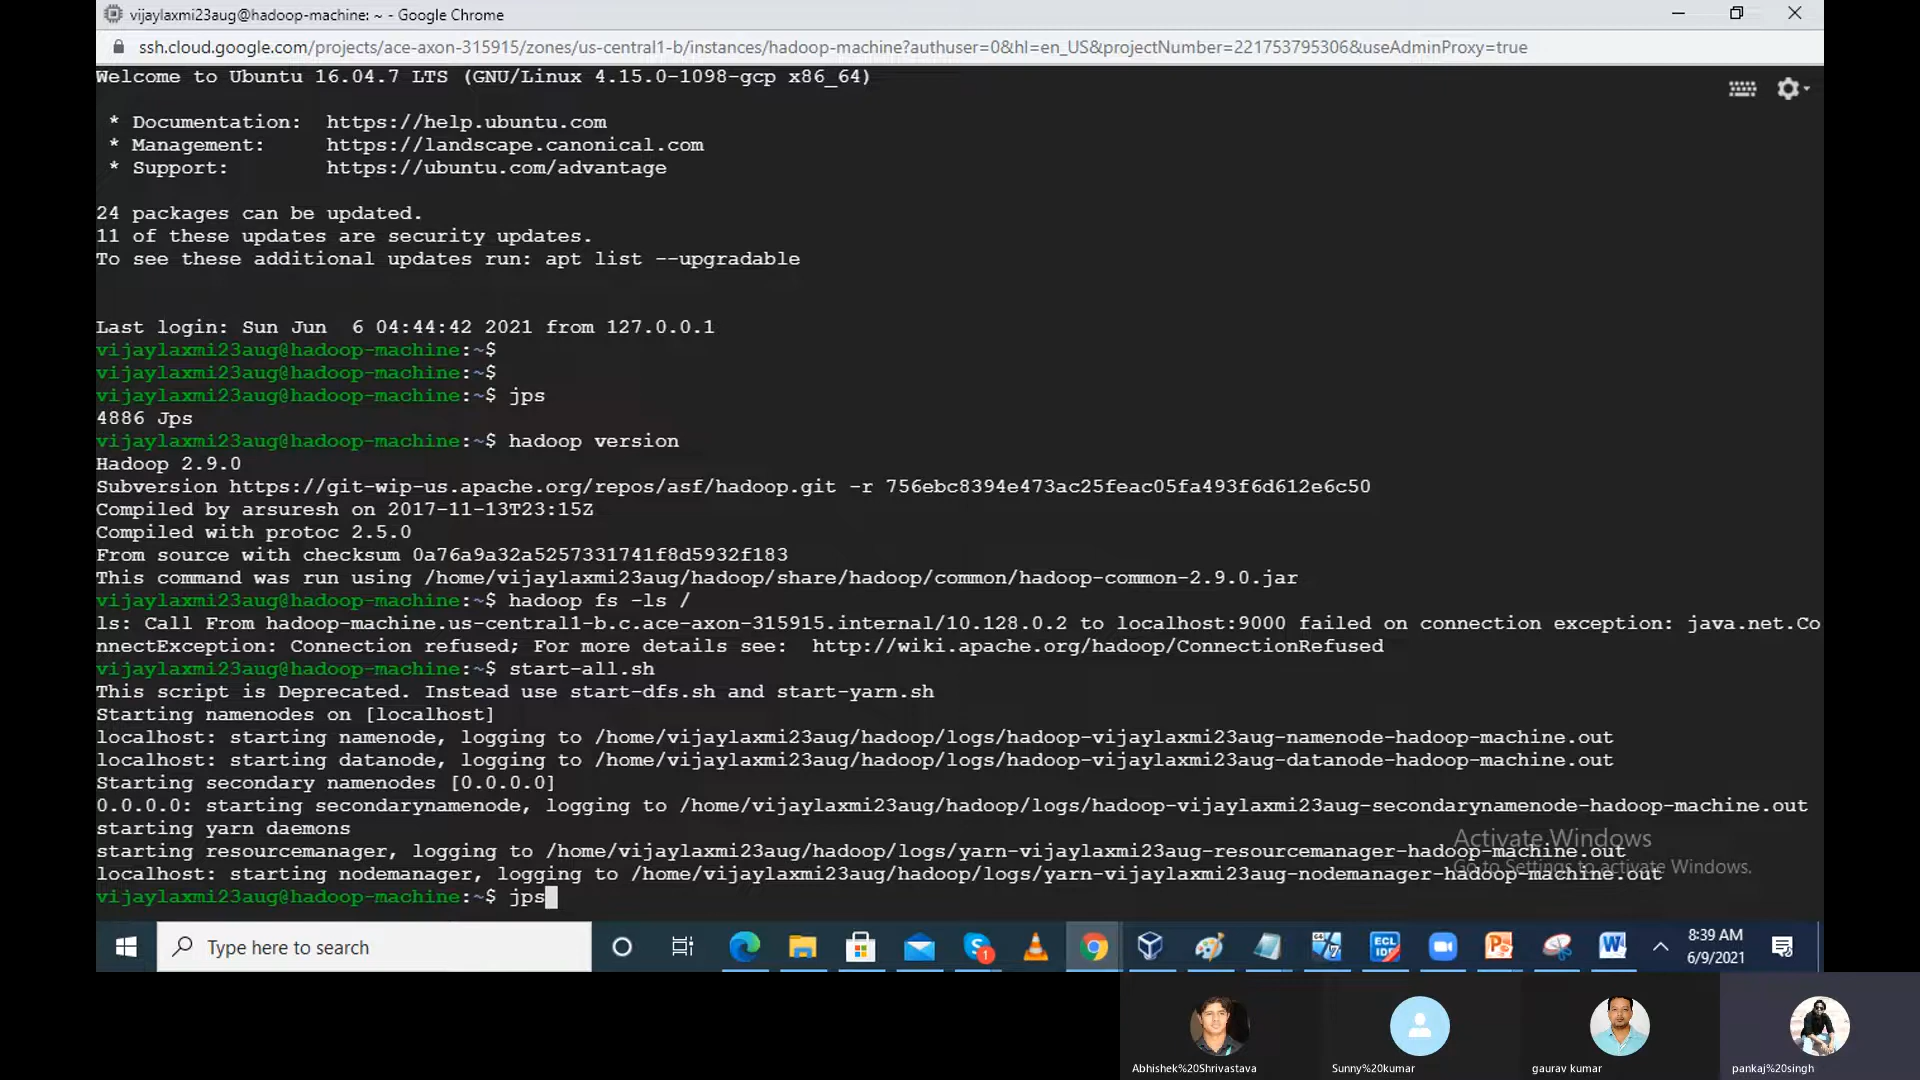 vijaylaxmi23aug@hadoop-machine: ~ - Google Chrome
ssh.cloud.google.com/projects/ace-axon-315915/zones/us-central1-b/instances/hadoop-machine?authuser=0&hl=en_US&projectNumber=221753795306&useAdminProxy=true
Welcome to Ubuntu 16.04.7 LTS (GNU/Linux 4.15.0-1098-gcp x86_64)
* Documentation: https://help.ubuntu.com
* Management: https://landscape.canonical.com
* Support: https://ubuntu.com/advantage
24 packages can be updated.
11 of these updates are security updates.
To see these additional updates run: apt list --upgradable
Last login: Sun Jun 6 04:44:42 2021 from 127.0.0.1
vijaylaxmi23aug@hadoop-machine:~$
vijaylaxmi23aug@hadoop-machine:~$
vijaylaxmi23aug@hadoop-machine:~$ jps
4886 Jps
vijaylaxmi23aug@hadoop-machine:~$ hadoop version
Hadoop 2.9.0
Subversion https://git-wip-us.apache.org/repos/asf/hadoop.git -r 756ebc8394e473ac25feac05fa493f6d612e6c50
Compiled by arsuresh on 2017-11-13T23:15Z
Compiled with protoc 2.5.0
From source with checksum 0a76a9a32a5257331741f8d5932f183
This command was run using /home/vijaylaxmi23aug/hadoop/share/hadoop/common/hadoop-common-2.9.0.jar
vijaylaxmi23aug@hadoop-machine:~$ hadoop fs -ls /
ls: Call From hadoop-machine.us-central1-b.c.ace-axon-315915.internal/10.128.0.2 to localhost:9000 failed on connection exception: java.net.Co
nnectException: Connection refused; For more details see: http://wiki.apache.org/hadoop/ConnectionRefused
vijaylaxmi23aug@hadoop-machine:~$ start-all.sh
This script is Deprecated. Instead use start-dfs.sh and start-yarn.sh
Starting namenodes on [localhost]
localhost: starting namenode, logging to /home/vijaylaxmi23aug/hadoop/logs/hadoop-vijaylaxmi23aug-namenode-hadoop-machine.out
localhost: starting datanode, logging to /home/vijaylaxmi23aug/hadoop/logs/hadoop-vijaylaxmi23aug-datanode-hadoop-machine.out
Starting secondary namenodes [0.0.0.0]
0.0.0.0: starting secondarynamenode, logging to /home/vijaylaxmi23aug/hadoop/logs/hadoop-vijaylaxmi23aug-secondarynamenode-hadoop-machine.out
starting yarn daemons
starting resourcemanager, logging to /home/vijaylaxmi23aug/hadoop/logs/yarn-vijaylaxmi23aug-resourcemanager-hadoop-machine.out
localhost: starting nodemanager, logging to /home/vijaylaxmi23aug/hadoop/logs/yarn-vijaylaxmi23aug-nodemanager-hadoop-machine.out
vijaylaxmi23aug@hadoop-machine:~$ jps
Activate Windows
Go to Settings to activate Windows.
Type here to search
1
64
7
ECL
IDE
P
W
8:39 AM
6/9/2021
Abhishek%20Shrivastava
Sunny%20kumar
gaurav kumar
pankaj%20singh